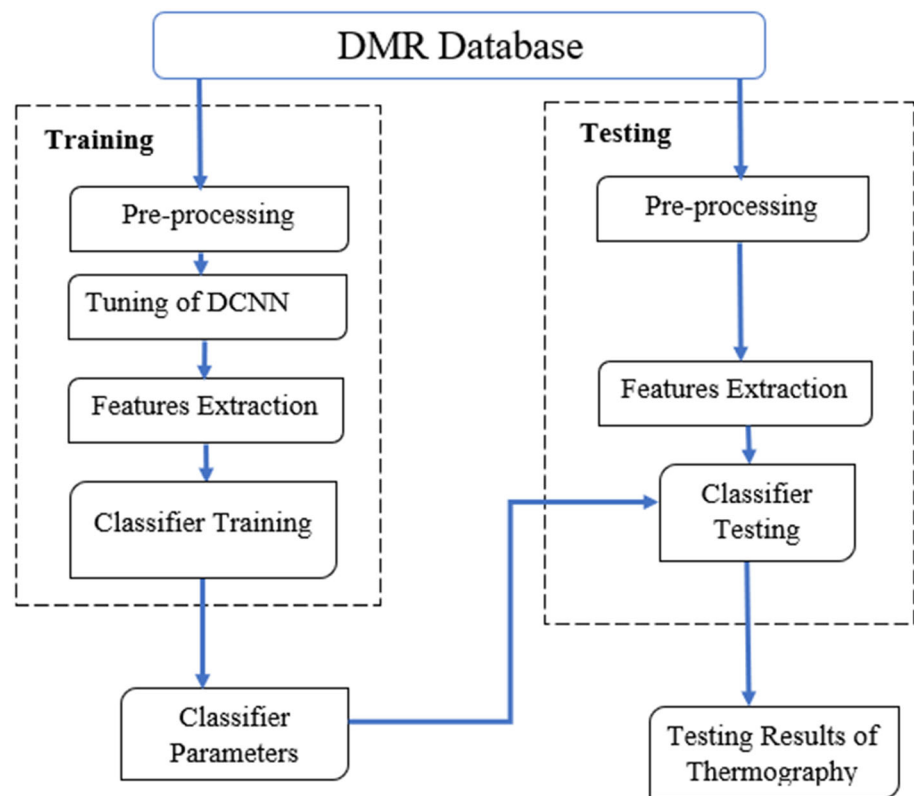 DMR Database
Training
Pre-processing
Tuning of DCNN
Features Extraction
Classifier Training
Classifier
Parameters
Testing
Pre-processing
Features Extraction
Classifier
Testing
Testing Results of
Thermography